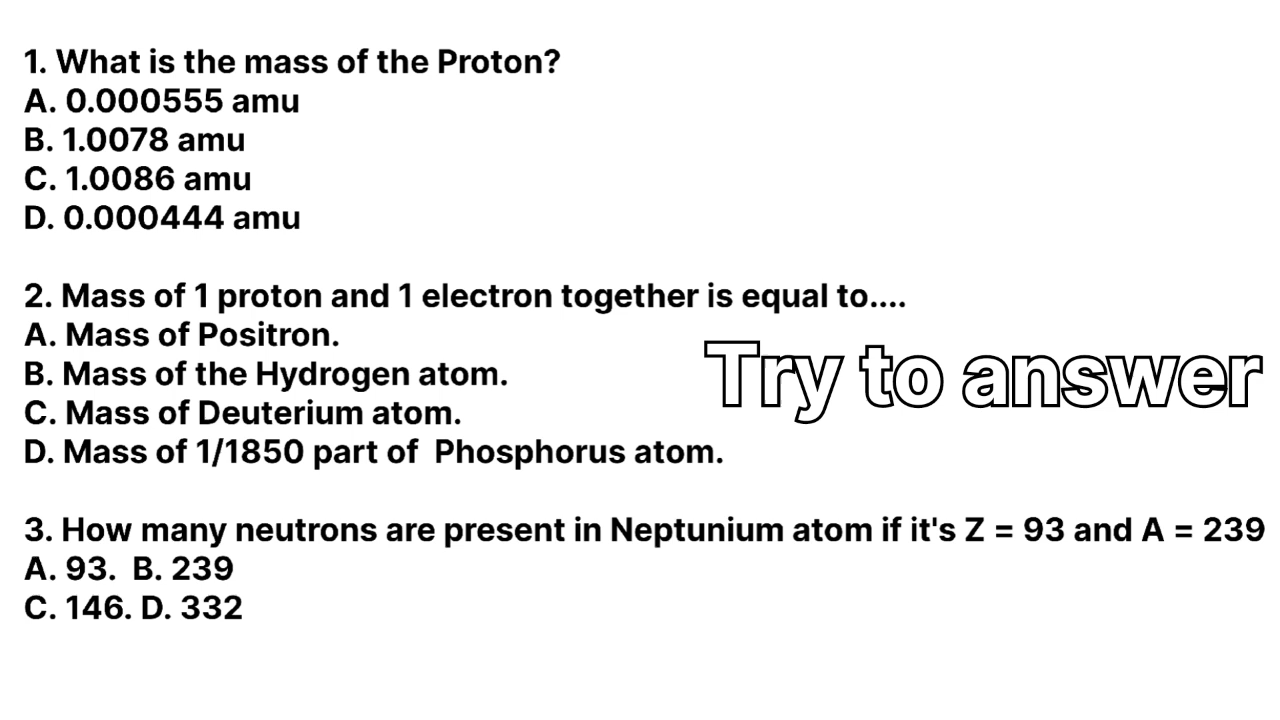 1. What is the mass of the Proton?
A. 0.000555 amu
B. 1.0078 amu
C. 1.0086 amu
D. 0.000444 amu
2. Mass of 1 proton and 1 electron together is equal to....
A. Mass of Positron.
B. Mass of the Hydrogen atom.
C. Mass of Deuterium atom.
D. Mass of 1/1850 part of  Phosphorus atom.
Try to answer
3. How many neutrons are present in Neptunium atom if it's Z = 93 and A = 239
A. 93.  B. 239
C. 146. D. 332